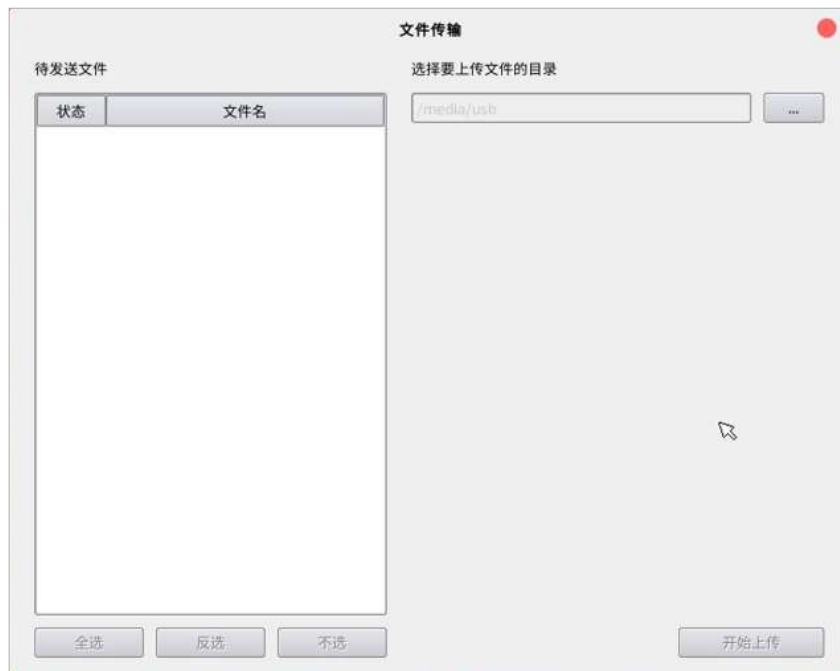 文件传输
待发送文件
选择要上传文件的目录
状态 文件名
/media/usb ...
全选 反选 不选 开始上传